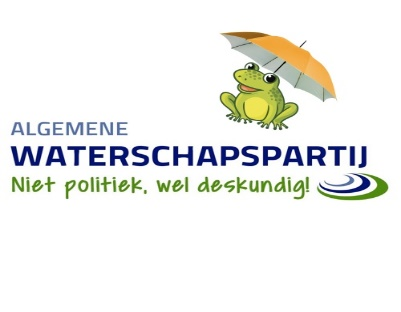 ALGEMENE
WATERSCHAPSPARTIJ
Niet politiek, wel deskundig!